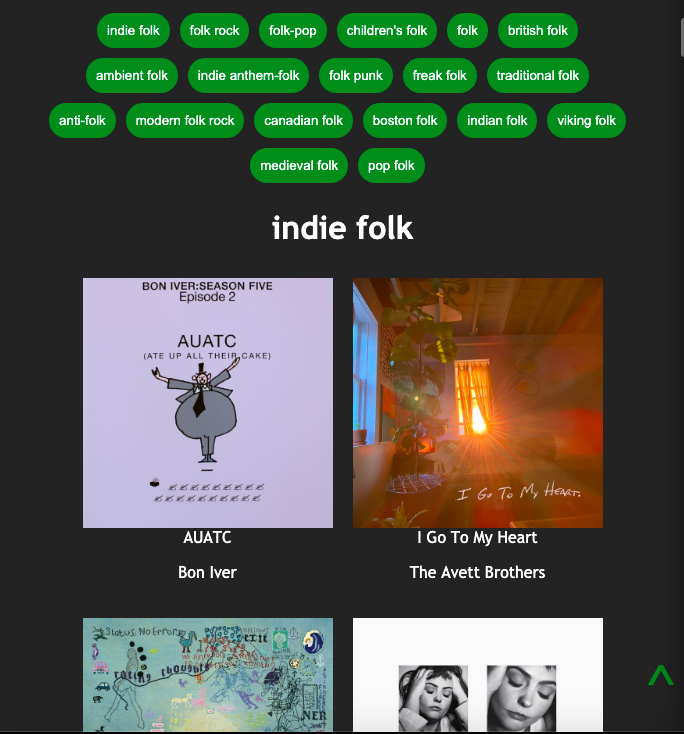 indie folk folk rock folk-pop children's folk folk british folk
ambient folk indie anthem-folk folk punk freak folk traditional folk
anti-folk modern folk rock canadian folk boston folk indian folk viking folk
medieval folk pop folk
indie folk
BON IVER:SEASON FIVE
Episode 2
AUATC
(ATE UP ALL THEIR CAKE)
I GO TO MY HEART.
AUATC
I Go To My Heart
Bon Iver
The Avett Brothers
Status: No Errors
racing thoughts
NER